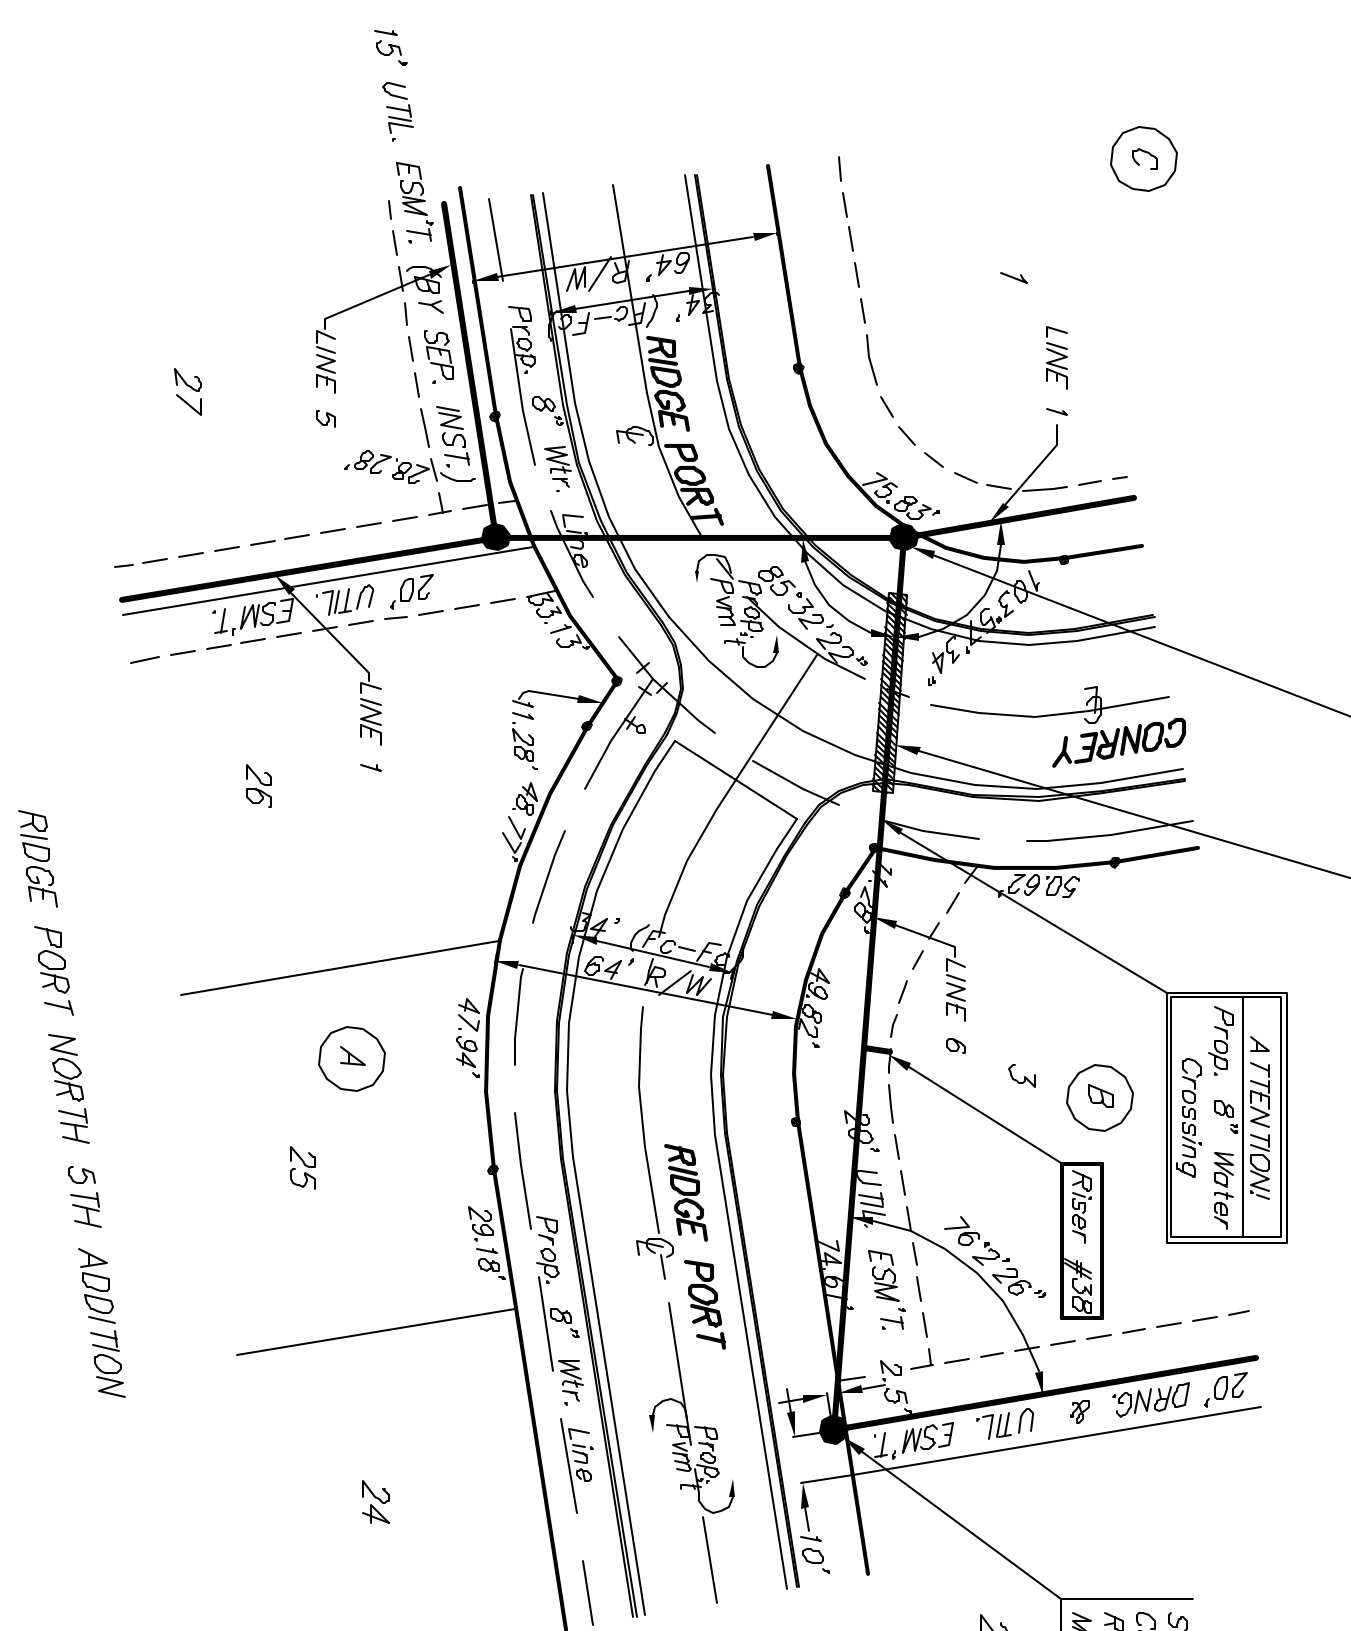 15' UTIL. ESM'T. (BY SEP. INST.)
C
1
LINE 1
64' R/W
34' (Fc-Fc)
Prop. 8" Wtr. Line
RIDGE PORT
℄
LINE 5
27
28.28'
75.83'
103°57'34"
85°32'22"
Prop.
Pvm't
20' UTIL. ESM'T.
33.13'
LINE 1
℄
CONREY
11.28'
48.77'
26
50.62'
11.28'
LINE 6
49.82'
34' (Fc-Fc)
64' R/W
ATTENTION!
Prop. 8" Water
Crossing
RIDGE PORT NORTH 5TH ADDITION
A
47.94'
3
B
25
29.18'
RIDGE PORT
℄
20' UTIL. ESM'T.
Riser #38
74.67'
76°2'26"
Prop. 8" Wtr. Line
2.5'
20' DRNG. & UTIL. ESM'T.
Prop.
Pvm't
24
10'